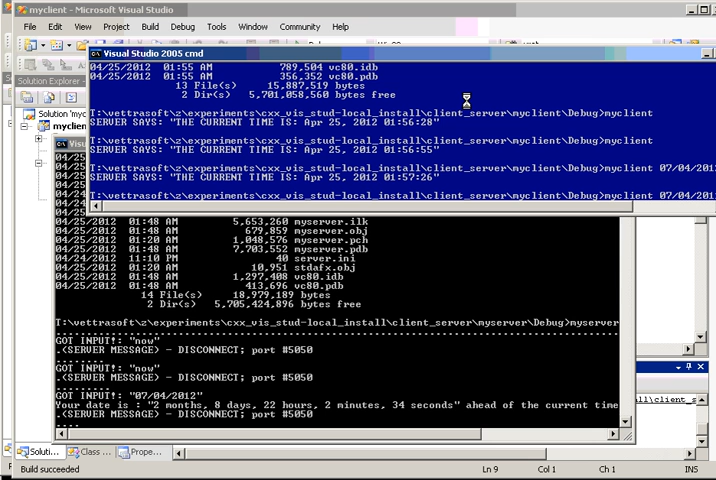 myclient - Microsoft Visual Studio
File Edit View Project Build Debug Tools Window Community Help
Visual Studio 2005 cmd
Solution Explorer -
04/25/2012 01:55 AM 789,504 vc80.idb
04/25/2012 01:55 AM 356,352 vc80.pdb
13 File(s) 15,887,519 bytes
2 Dir(s) 5,701,058,560 bytes free
T:\vettrasoft\z\experiments\cxx_vis_stud-local_install\client_server\myclient\Debug>myclient
SERVER SAYS: "THE CURRENT TIME IS: Apr 25, 2012 01:56:28"
T:\vettrasoft\z\experiments\cxx_vis_stud-local_install\client_server\myclient\Debug>myclient
SERVER SAYS: "THE CURRENT TIME IS: Apr 25, 2012 01:56:55"
T:\vettrasoft\z\experiments\cxx_vis_stud-local_install\client_server\myclient\Debug>myclient 07/04/201
SERVER SAYS: "THE CURRENT TIME IS: Apr 25, 2012 01:57:26"
T:\vettrasoft\z\experiments\cxx_vis_stud-local_install\client_server\myclient\Debug>myclient 07/04/201
Solution 'myc
myclien
04/25/2012 01:48 AM 5,653,260 myserver.ilk
04/25/2012 01:48 AM 679,859 myserver.obj
04/25/2012 01:20 AM 1,048,576 myserver.pch
04/25/2012 01:48 AM 7,703,552 myserver.pdb
04/24/2012 11:10 PM 40 server.ini
04/25/2012 01:20 AM 10,951 stdafx.obj
04/25/2012 01:48 AM 1,297,408 vc80.idb
04/25/2012 01:48 AM 413,696 vc80.pdb
14 File(s) 18,979,189 bytes
2 Dir(s) 5,705,424,896 bytes free
T:\vettrasoft\z\experiments\cxx_vis_stud-local_install\client_server\myserver\Debug>myserver
GOT INPUT!: "now"
.(SERVER MESSAGE) - DISCONNECT; port #5050
.........
GOT INPUT!: "now"
.(SERVER MESSAGE) - DISCONNECT; port #5050
.........
GOT INPUT!: "07/04/2012"
Your date is : "2 months, 8 days, 22 hours, 2 minutes, 34 seconds" ahead of the current time
.(SERVER MESSAGE) - DISCONNECT; port #5050
....
Soluti... Class ... Prope...
Build succeeded Ln 9 Col 1 Ch 1 INS